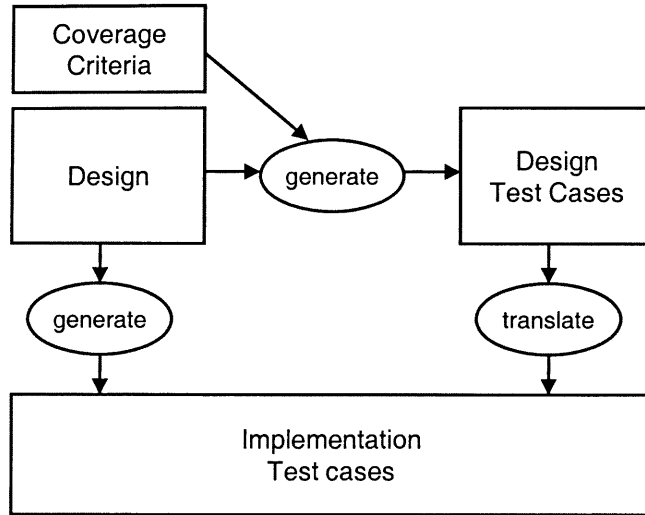 Coverage
Criteria
Design
generate
Design
Test Cases
generate
translate
Implementation
Test cases